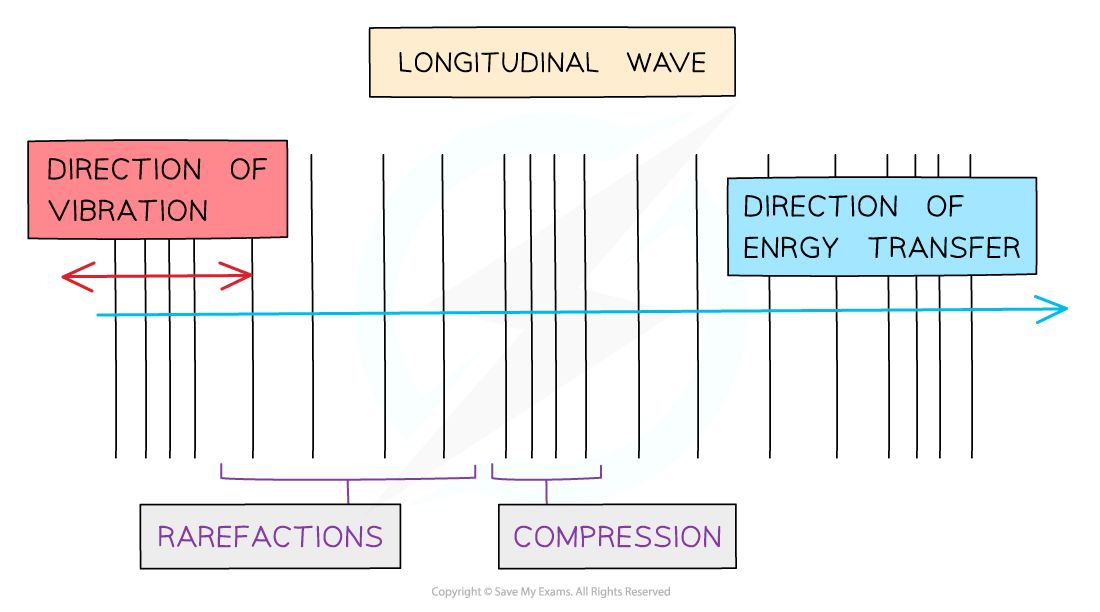 LONGITUDINAL WAVE
DIRECTION OF
VIBRATION
DIRECTION OF
ENRGY TRANSFER
RAREFACTIONS
COMPRESSION
Copyright © Save My Exams. All Rights Reserved